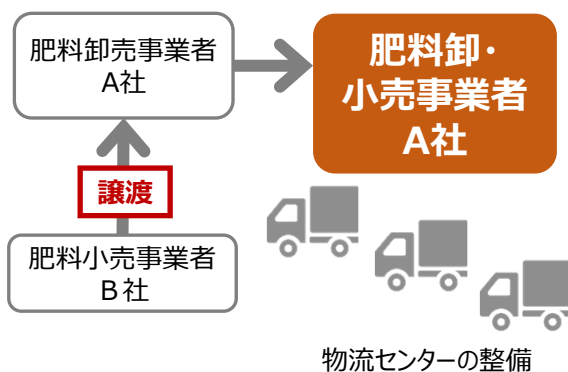 肥料卸売事業者
A社
肥料卸・
小売事業者
A社
譲渡
肥料小売事業者
B社
物流センターの整備